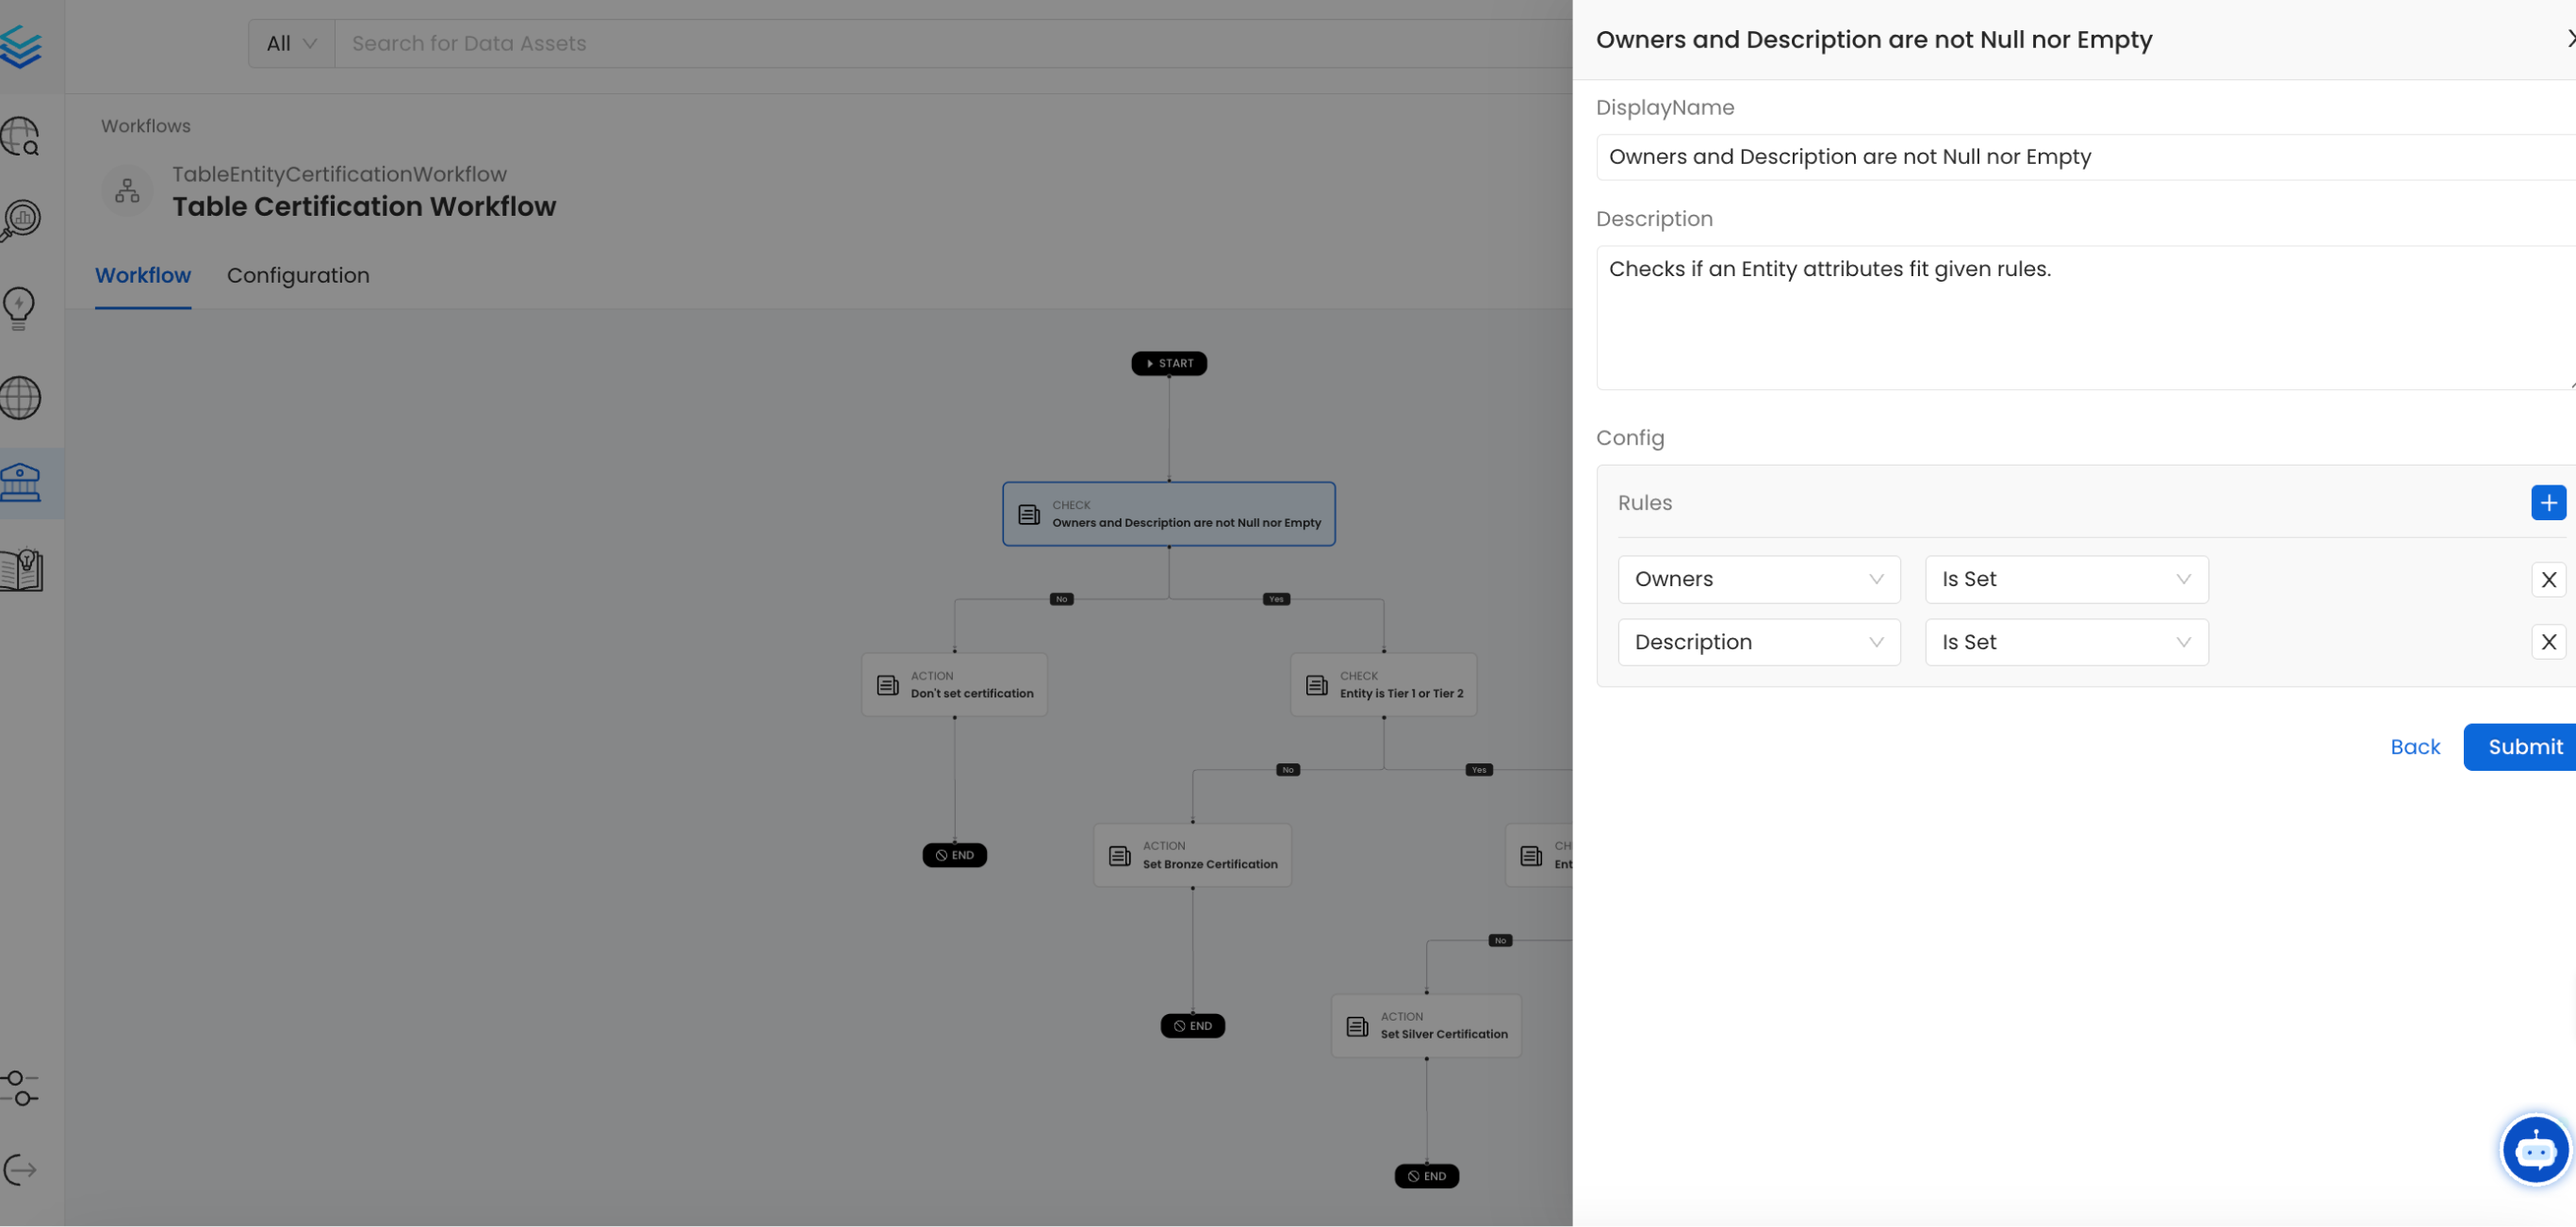 All
Search for Data Assets
Workflows
TableEntityCertificationWorkflow
Table Certification Workflow
Workflow
Configuration
START
CHECK
Owners and Description are not Null nor Empty
No
Yes
ACTION
Don't set certification
CHECK
Entity is Tier 1 or Tier 2
END
No
Yes
ACTION
Set Bronze Certification
CH
Ent
END
No
ACTION
Set Silver Certification
END
Owners and Description are not Null nor Empty
X
DisplayName
Owners and Description are not Null nor Empty
Description
Checks if an Entity attributes fit given rules.
Config
Rules
+
Owners
Is Set
X
Description
Is Set
X
Back
Submit